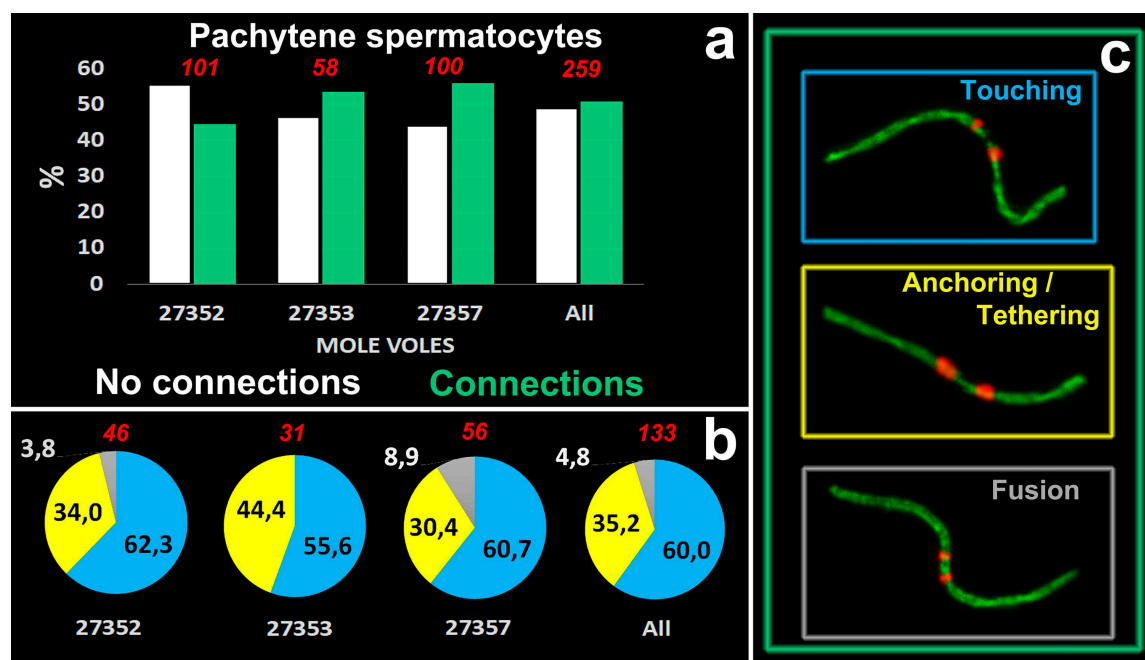 Pachytene spermatocytes
a
60
50
40
30
20
10
0
%
101
58
100
259
27352
27353
27357
All
MOLE VOLES
No connections
Connections
b
46
31
56
133
3,8
34,0
62,3
44,4
55,6
8,9
30,4
60,7
4,8
35,2
60,0
27352
27353
27357
All
c
Touching
Anchoring /
Tethering
Fusion